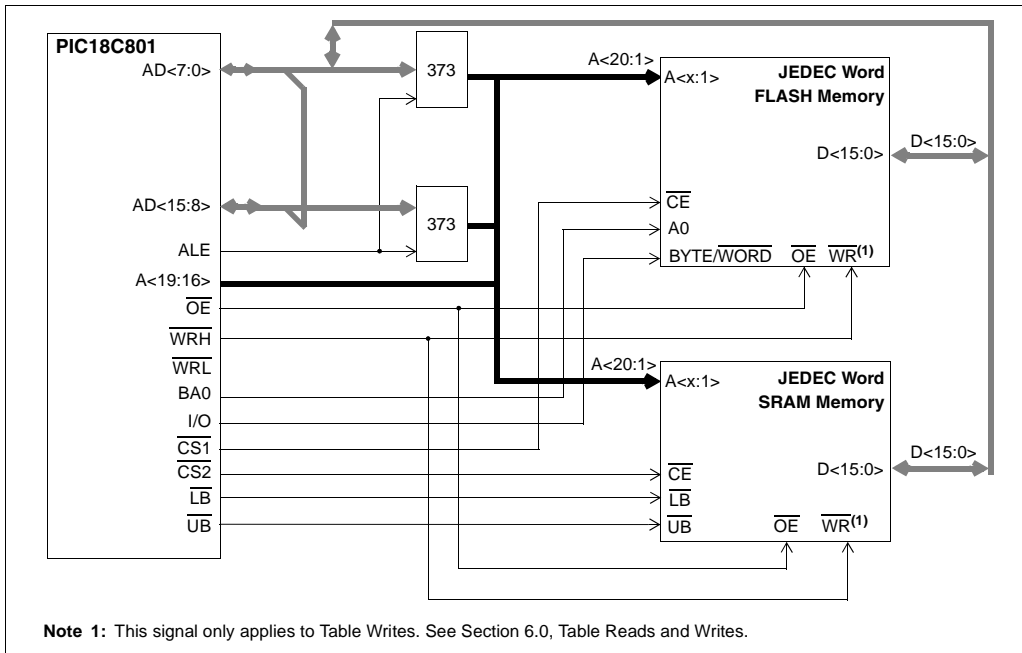 PIC18C801
AD<7:0>
AD<15:8>
ALE
A<19:16>
OE
WRH
WRL
BA0
I/O
CS1
CS2
LB
UB
373
373
A<20:1>
A<x:1>
JEDEC Word
FLASH Memory
D<15:0>
D<15:0>
CE
A0
BYTE/WORD
OE
WR(1)
A<20:1>
A<x:1>
JEDEC Word
SRAM Memory
D<15:0>
D<15:0>
CE
LB
UB
OE
WR(1)
Note 1: This signal only applies to Table Writes. See Section 6.0, Table Reads and Writes.